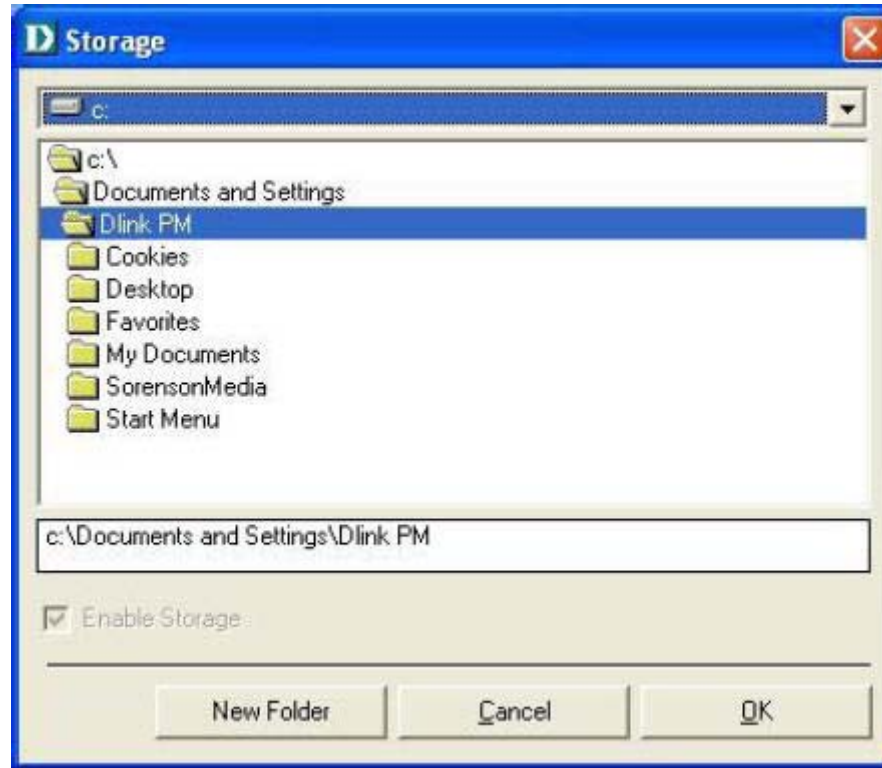 D Storage
c:
c:\
Documents and Settings
Dlink PM
Cookies
Desktop
Favorites
My Documents
SorensonMedia
Start Menu
c:\Documents and Settings\Dlink PM
Enable Storage
New Folder
Cancel
OK